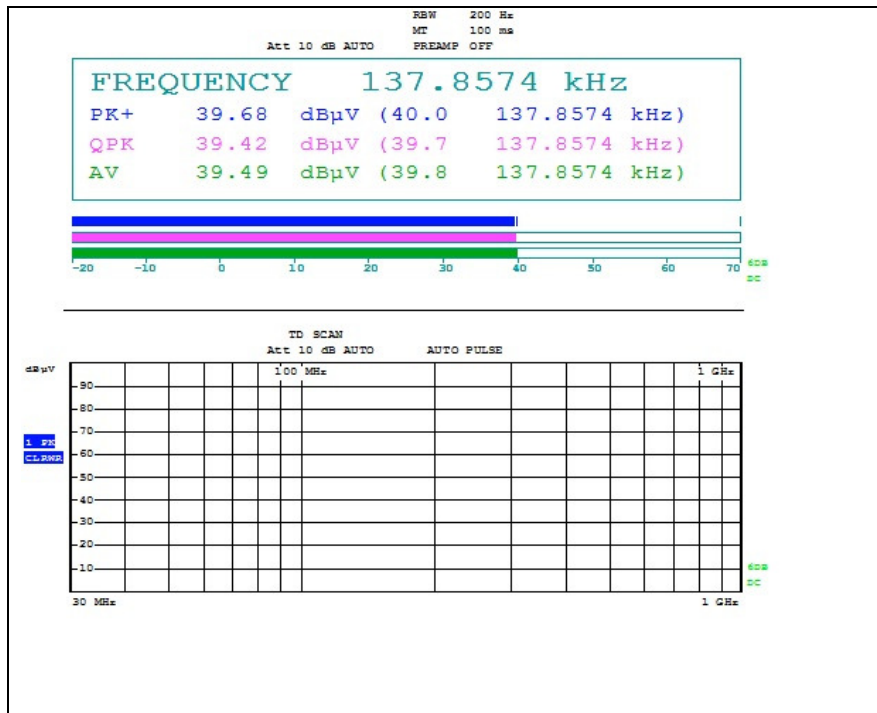 RBW 200 Hz
MT 100 ms
Att 10 dB AUTO PREAMP OFF
FREQUENCY 137.8574 kHz
PK+ 39.68 dBµV (40.0 137.8574 kHz)
QPK 39.42 dBµV (39.7 137.8574 kHz)
AV 39.49 dBµV (39.8 137.8574 kHz)
-20 -10 0 10 20 30 40 50 60 70
6DB
DC
TD SCAN
Att 10 dB AUTO AUTO PULSE
dBµV
100 MHz 1 GHz
90
80
70
1 PK
CLRWR
60
50
40
30
20
10
6DB
DC
30 MHz 1 GHz